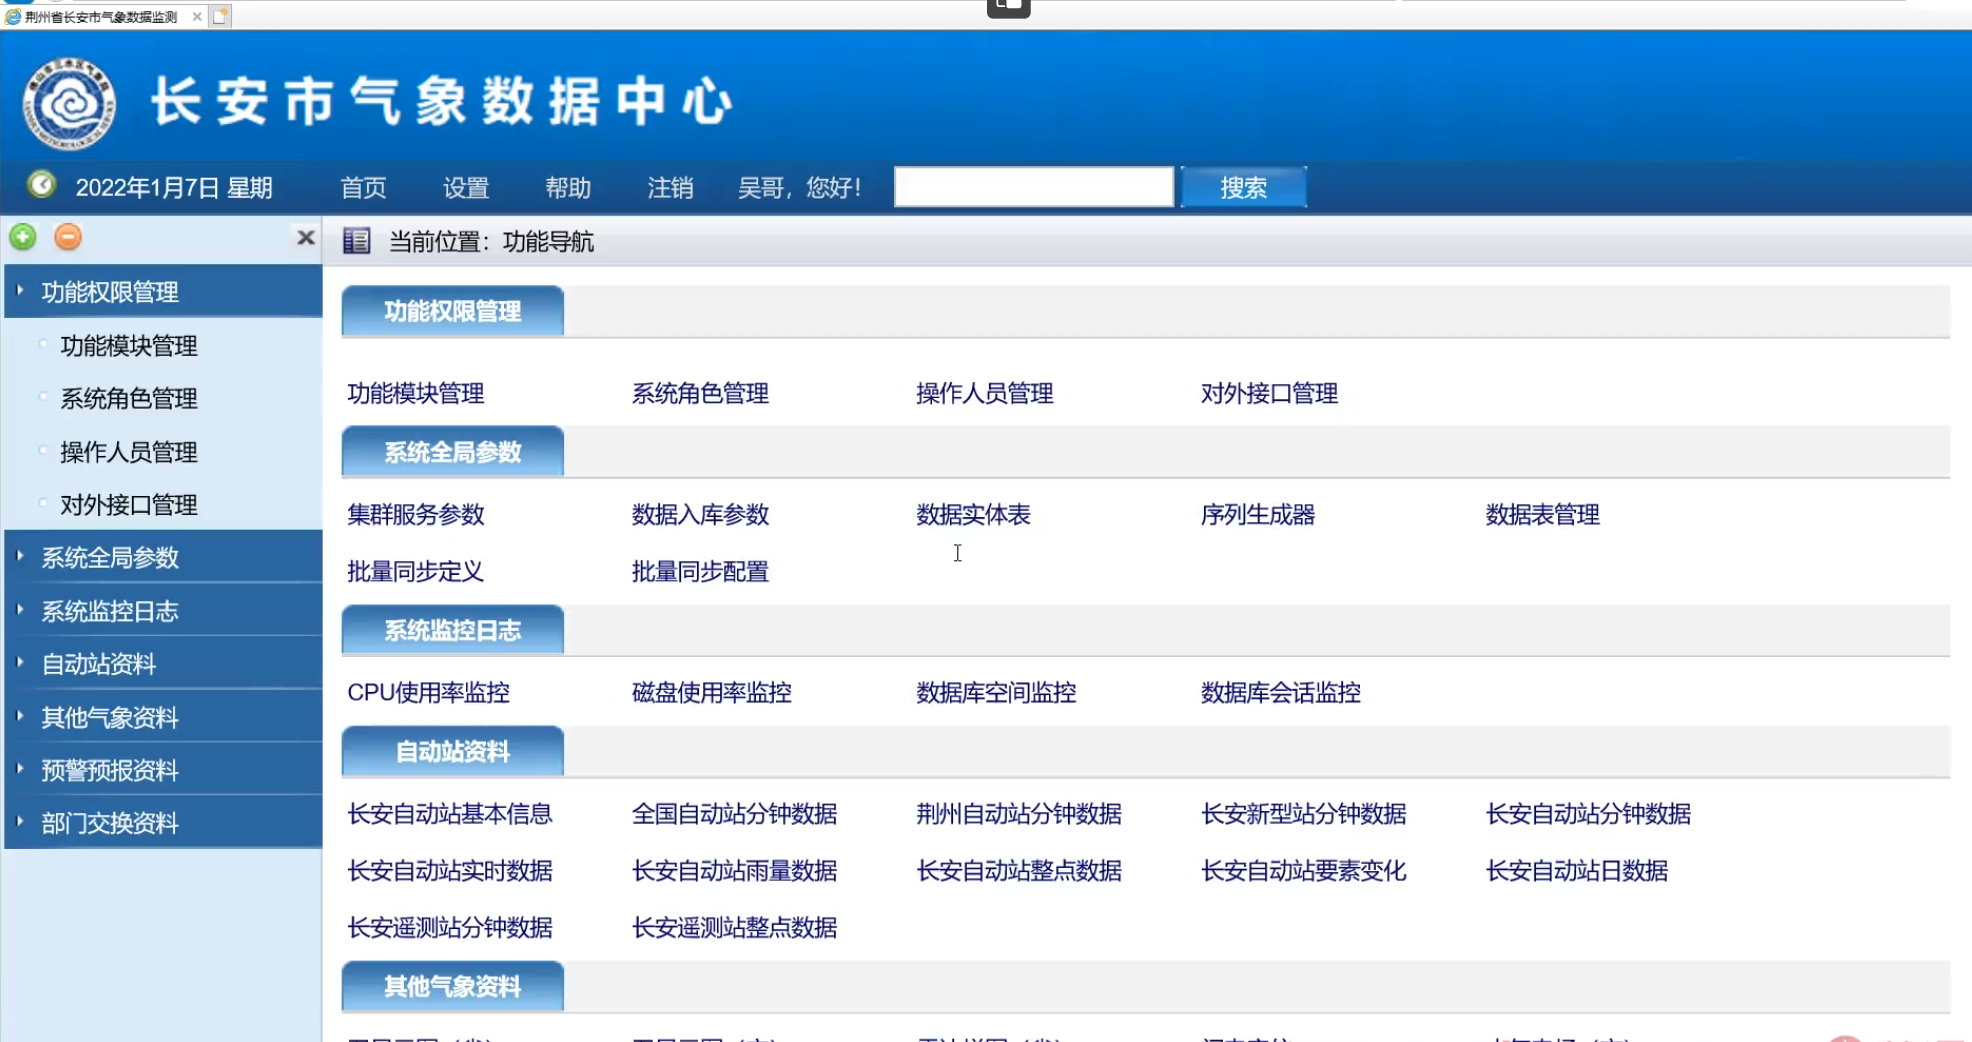 荆州省长安市气象数据监测
长安市气象数据中心
2022年1月7日 星期 首页 设置 帮助 注销 吴哥，您好！ 搜索
当前位置：功能导航
功能权限管理
功能模块管理
系统角色管理
操作人员管理
对外接口管理
系统全局参数
系统监控日志
自动站资料
其他气象资料
预警预报资料
部门交换资料
功能权限管理
功能模块管理 系统角色管理 操作人员管理 对外接口管理
系统全局参数
集群服务参数 数据入库参数 数据实体表 序列生成器 数据表管理
批量同步定义 批量同步配置
系统监控日志
CPU使用率监控 磁盘使用率监控 数据库空间监控 数据库会话监控
自动站资料
长安自动站基本信息 全国自动站分钟数据 荆州自动站分钟数据 长安新型站分钟数据 长安自动站分钟数据
长安自动站实时数据 长安自动站雨量数据 长安自动站整点数据 长安自动站要素变化 长安自动站日数据
长安遥测站分钟数据 长安遥测站整点数据
其他气象资料